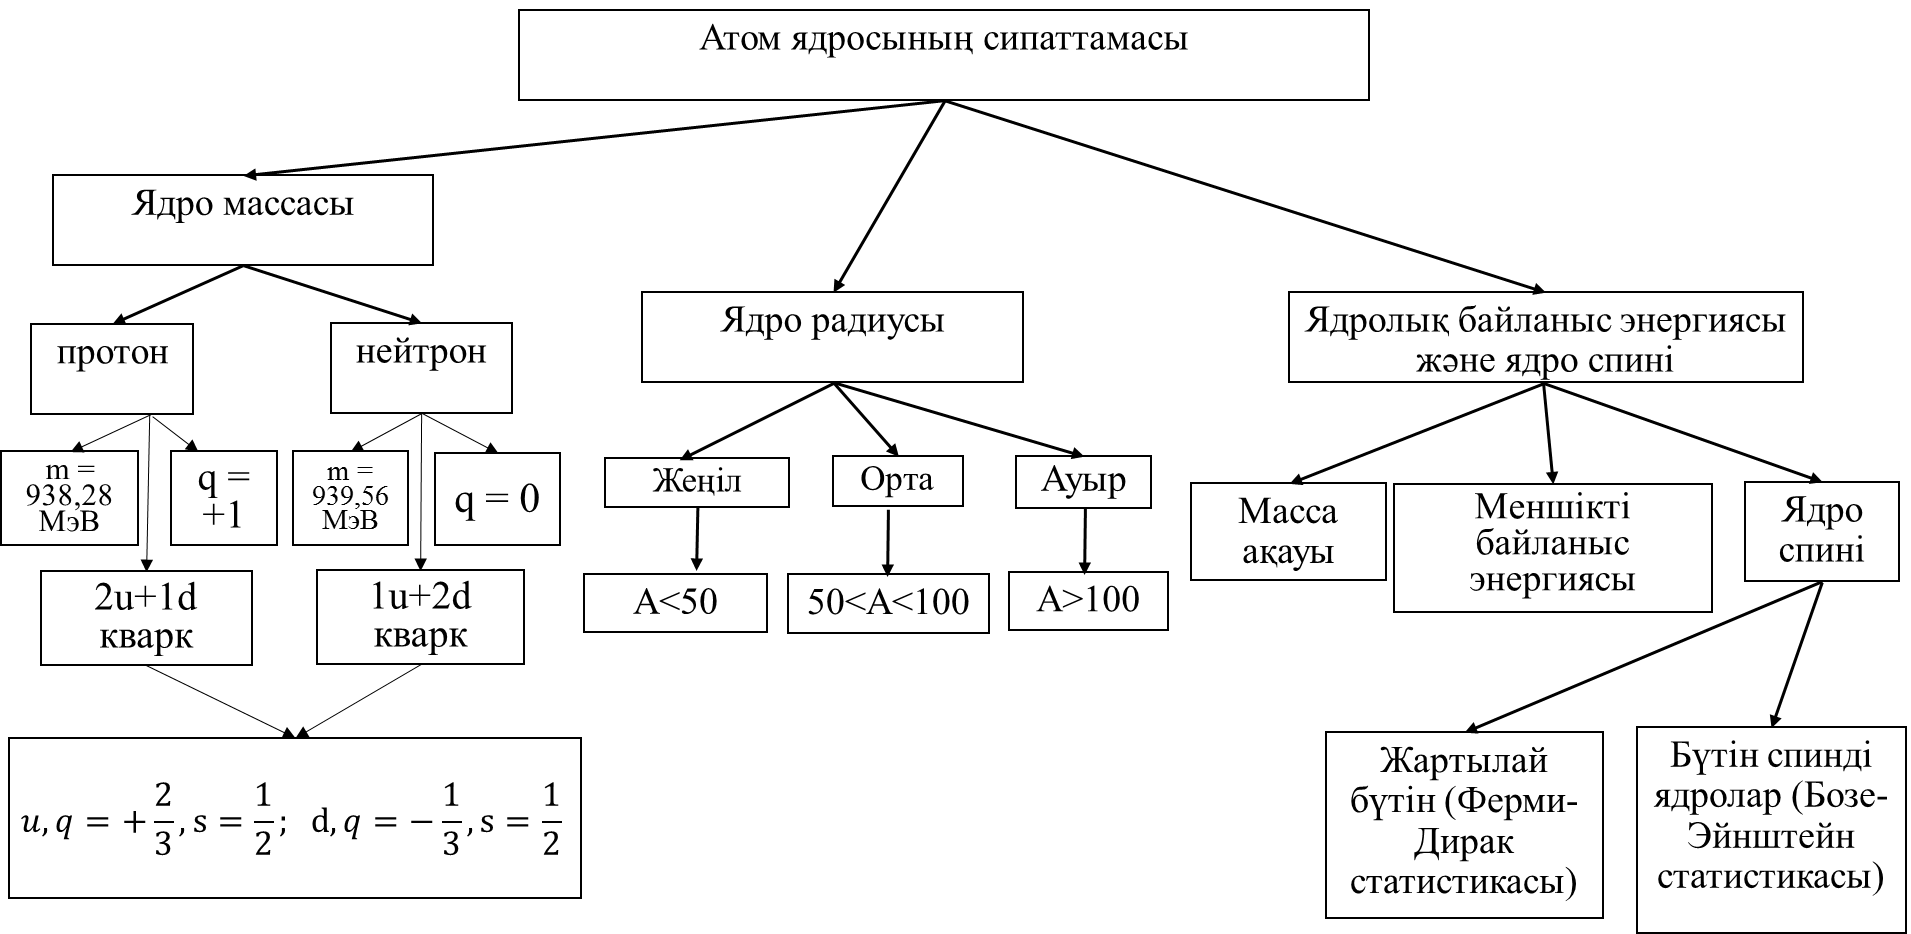 Атом ядросының сипаттамасы
Ядро массасы
протон
нейтрон
m =
938,28
МэВ
q =
+1
m =
939,56
МэВ
q = 0
2u+1d
кварк
1u+2d
кварк
u, q = +2/3, s = 1/2; d, q = −1/3, s = 1/2
Ядро радиусы
Жеңіл
Орта
Ауыр
A<50
50<A<100
A>100
Ядролық байланыс энергиясы
және ядро спині
Масса
ақауы
Меншікті
байланыс
энергиясы
Ядро
спині
Жартылай
бүтін (Ферми-
Дирак
статистикасы)
Бүтін спинді
ядролар (Бозе-
Эйнштейн
статистикасы)